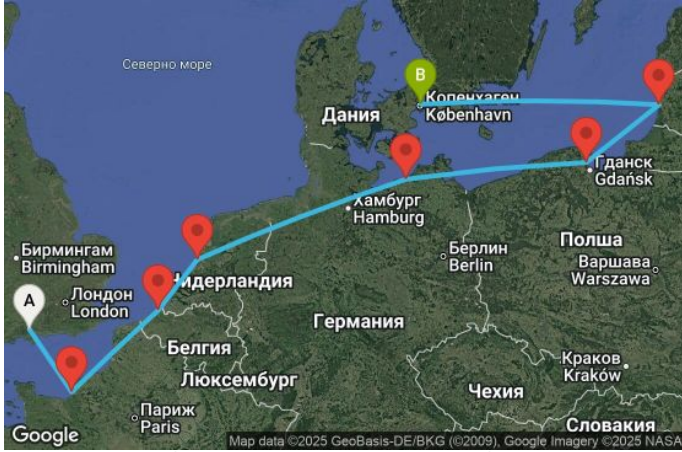 Северно море
B
Копенхаген
København
Дания
Гданск
Gdańsk
Хамбург
Hamburg
Бирмингам
Birmingham
Берлин
Berlin
Полша
Варшава
Warszawa
A
Лондон
London
Нидерландия
Германия
Белгия
Люксембург
Краков
Kraków
Чехия
Париж
Paris
Словакия
Google
Map data ©2025 GeoBasis-DE/BKG (©2009), Google Imagery ©2025 NASA